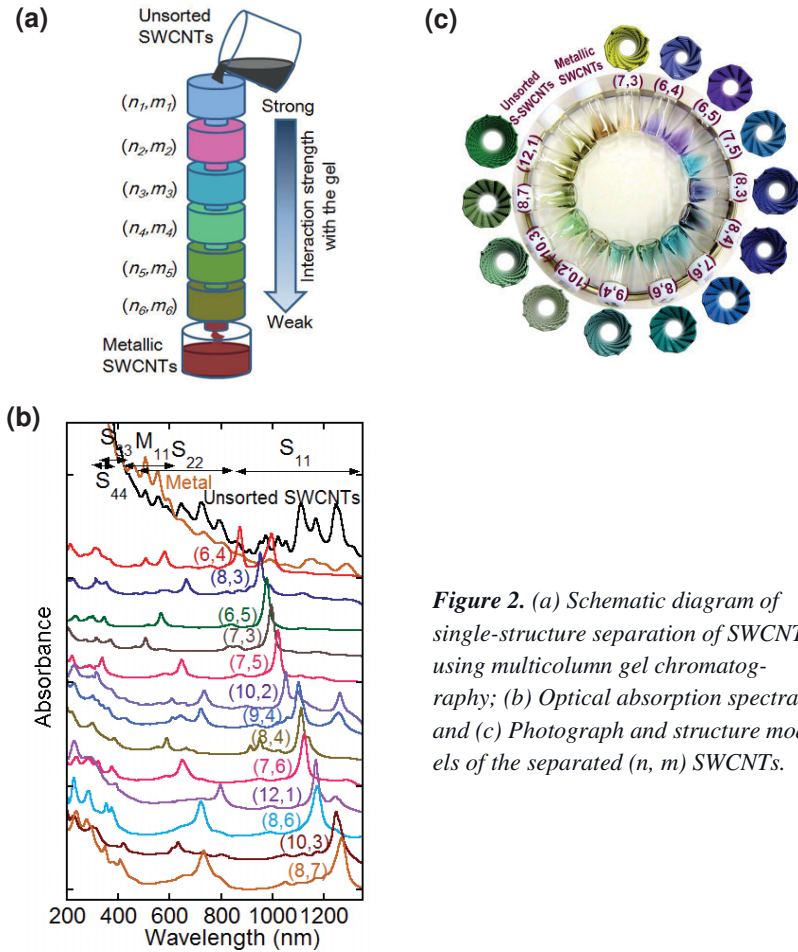 (a)
Unsorted
SWCNTs
(n1,m1)
(n2,m2)
(n3,m3)
(n4,m4)
(n5,m5)
(n6,m6)
Strong
Interaction strength
with the gel
Weak
Metallic
SWCNTs
(c)
Unsorted
S-SWCNTs
Metallic
SWCNTs
(7,3)
(6,4)
(6,5)
(7,5)
(8,3)
(8,4)
(7,6)
(8,6)
(9,4)
(10,2)
(10,3)
(8,7)
(12,1)
(b)
S33 M11 S22 S11
S44 Metal
Unsorted SWCNTs
(6,4)
(8,3)
(6,5)
(7,3)
(7,5)
(10,2)
(9,4)
(8,4)
(7,6)
(12,1)
(8,6)
(10,3)
(8,7)
Absorbance
200 400 600 800 1000 1200
Wavelength (nm)
Figure 2. (a) Schematic diagram of
single-structure separation of SWCNT
using multicolumn gel chromatog-
raphy; (b) Optical absorption spectra
and (c) Photograph and structure mod
els of the separated (n, m) SWCNTs.